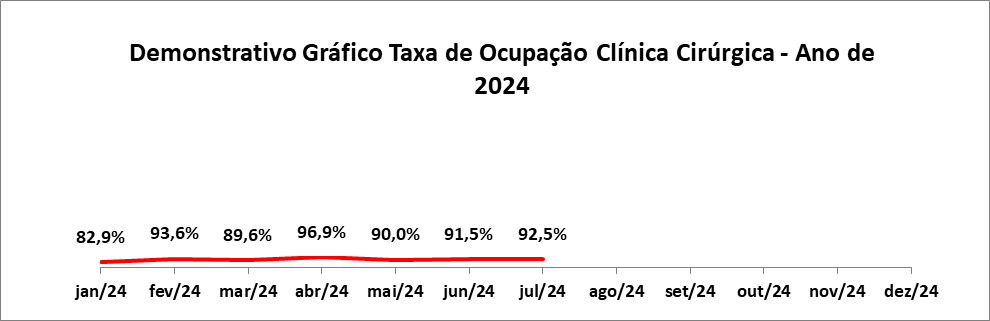 Demonstrativo Gráfico Taxa de Ocupação Clínica Cirúrgica - Ano de
2024
82,9% 93,6% 89,6% 96,9% 90,0% 91,5% 92,5%
jan/24 fev/24 mar/24 abr/24 mai/24 jun/24 jul/24 ago/24 set/24 out/24 nov/24 dez/24